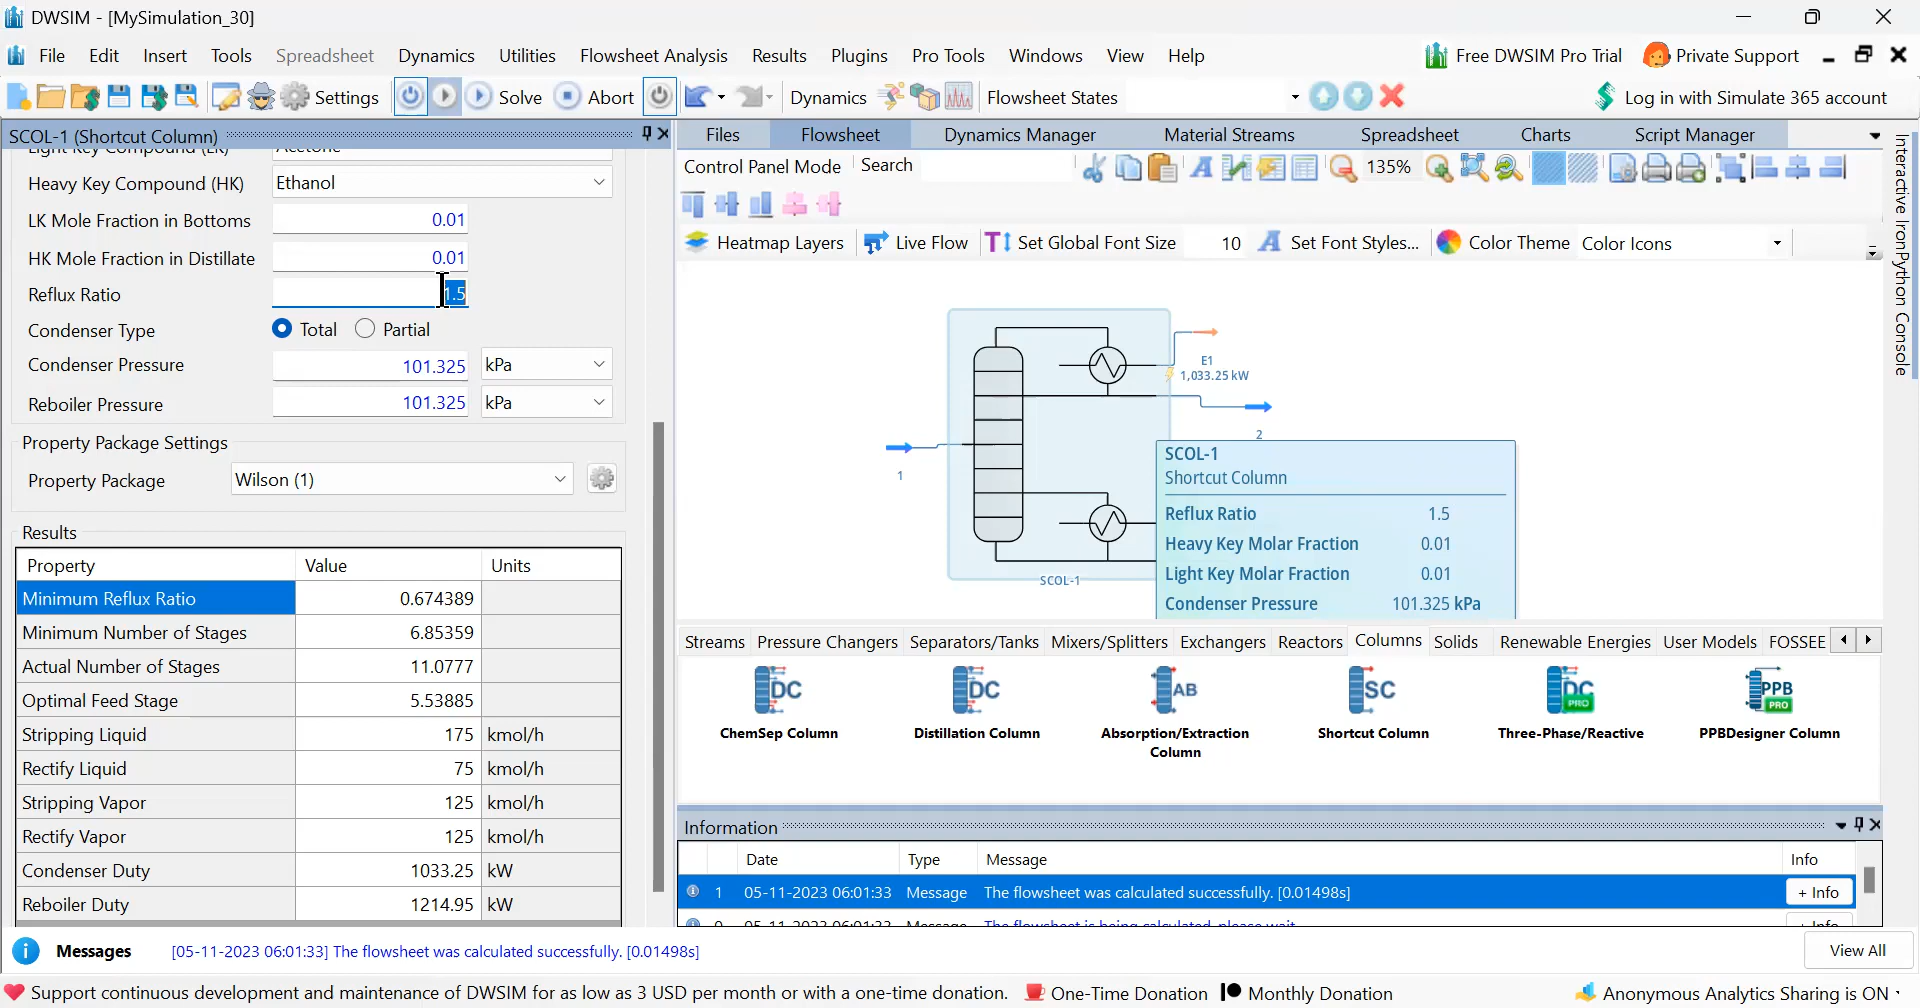 DWSIM - [MySimulation_30]
File Edit Insert Tools Spreadsheet Dynamics Utilities Flowsheet Analysis Results Plugins Pro Tools Windows View Help Free DWSIM Pro Trial Private Support
Settings Solve Abort Dynamics Flowsheet States Log in with Simulate 365 account
SCOL-1 (Shortcut Column)
Heavy Key Compound (HK) Ethanol
LK Mole Fraction in Bottoms 0.01
HK Mole Fraction in Distillate 0.01
Reflux Ratio 1.5
Condenser Type Total Partial
Condenser Pressure 101.325 kPa
Reboiler Pressure 101.325 kPa
Property Package Settings
Property Package Wilson (1)
Results
Property Value Units
Minimum Reflux Ratio 0.674389
Minimum Number of Stages 6.85359
Actual Number of Stages 11.0777
Optimal Feed Stage 5.53885
Stripping Liquid 175 kmol/h
Rectify Liquid 75 kmol/h
Stripping Vapor 125 kmol/h
Rectify Vapor 125 kmol/h
Condenser Duty 1033.25 kW
Reboiler Duty 1214.95 kW
Files Flowsheet Dynamics Manager Material Streams Spreadsheet Charts Script Manager
Control Panel Mode Search 135%
Heatmap Layers Live Flow Set Global Font Size 10 Set Font Styles... Color Theme Color Icons
E1
1,033.25 kW
2
1
SCOL-1
SCOL-1
Shortcut Column
Reflux Ratio 1.5
Heavy Key Molar Fraction 0.01
Light Key Molar Fraction 0.01
Condenser Pressure 101.325 kPa
Streams Pressure Changers Separators/Tanks Mixers/Splitters Exchangers Reactors Columns Solids Renewable Energies User Models FOSSEE
DC DC AB SC DC PRO PPB PRO
ChemSep Column Distillation Column Absorption/Extraction Column Shortcut Column Three-Phase/Reactive PPBDesigner Column
Information
Date Type Message Info
1 05-11-2023 06:01:33 Message The flowsheet was calculated successfully. [0.01498s] + Info
Interactive IronPython Console
Messages [05-11-2023 06:01:33] The flowsheet was calculated successfully. [0.01498s] View All
Support continuous development and maintenance of DWSIM for as low as 3 USD per month or with a one-time donation. One-Time Donation Monthly Donation Anonymous Analytics Sharing is ON